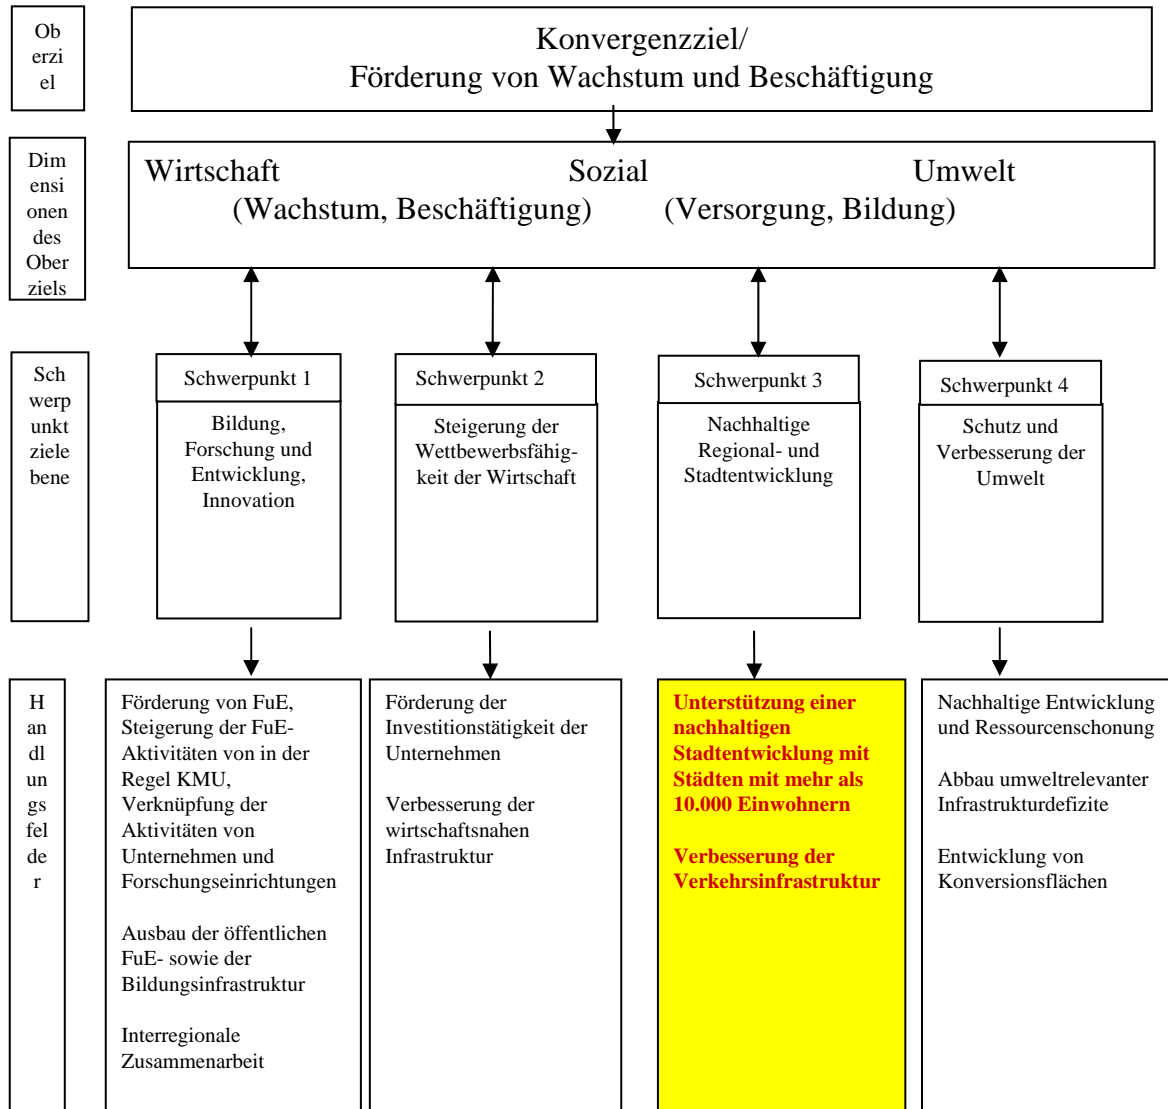 Ob
erzi
el
Konvergenzziel/
Förderung von Wachstum und Beschäftigung
Dim
ensi
onen
des
Ober
ziels
Wirtschaft Sozial Umwelt
(Wachstum, Beschäftigung) (Versorgung, Bildung)
Sch
werp
unkt
ziele
bene
Schwerpunkt 1
Bildung,
Forschung und
Entwicklung,
Innovation
Schwerpunkt 2
Steigerung der
Wettbewerbsfähig-
keit der Wirtschaft
Schwerpunkt 3
Nachhaltige
Regional- und
Stadtentwicklung
Schwerpunkt 4
Schutz und
Verbesserung der
Umwelt
H
an
dl
un
gs
fel
de
r
Förderung von FuE,
Steigerung der FuE-
Aktivitäten von in der
Regel KMU,
Verknüpfung der
Aktivitäten von
Unternehmen und
Forschungseinrichtungen
Ausbau der öffentlichen
FuE- sowie der
Bildungsinfrastruktur
Interregionale
Zusammenarbeit
Förderung der
Investitionstätigkeit der
Unternehmen
Verbesserung der
wirtschaftsnahen
Infrastruktur
Unterstützung einer
nachhaltigen
Stadtentwicklung mit
Städten mit mehr als
10.000 Einwohnern
Verbesserung der
Verkehrsinfrastruktur
Nachhaltige Entwicklung
und Ressourcenschonung
Abbau umweltrelevanter
Infrastrukturdefizite
Entwicklung von
Konversionsflächen